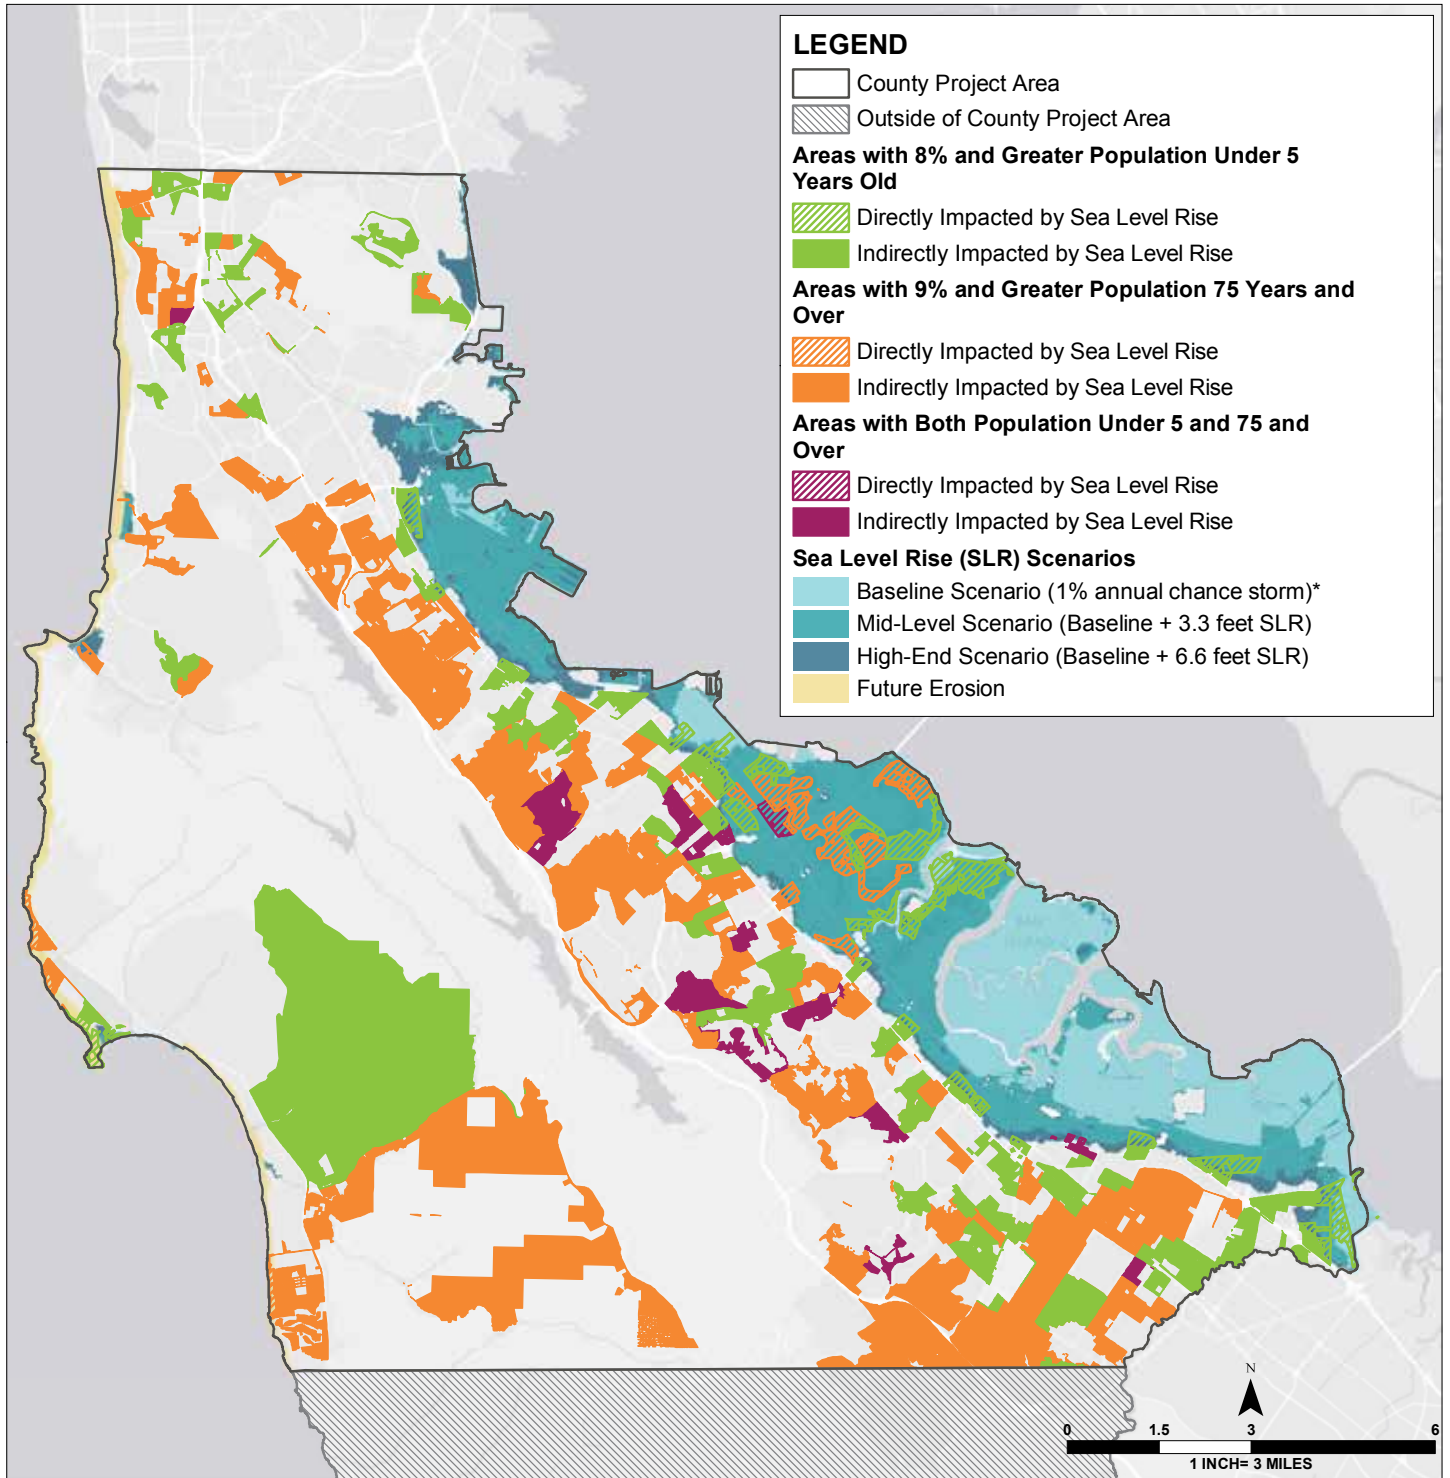 LEGEND
County Project Area
Outside of County Project Area
Areas with 8% and Greater Population Under 5
Years Old
Directly Impacted by Sea Level Rise
Indirectly Impacted by Sea Level Rise
Areas with 9% and Greater Population 75 Years and
Over
Directly Impacted by Sea Level Rise
Indirectly Impacted by Sea Level Rise
Areas with Both Population Under 5 and 75 and
Over
Directly Impacted by Sea Level Rise
Indirectly Impacted by Sea Level Rise
Sea Level Rise (SLR) Scenarios
Baseline Scenario (1% annual chance storm)*
Mid-Level Scenario (Baseline + 3.3 feet SLR)
High-End Scenario (Baseline + 6.6 feet SLR)
Future Erosion
N
0 1.5 3 6
1 INCH= 3 MILES